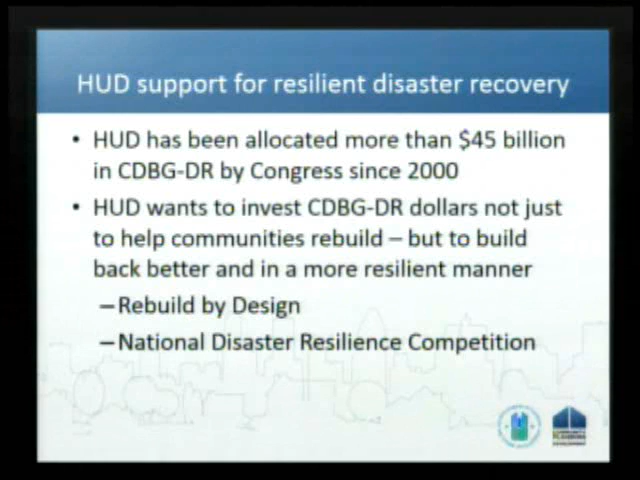 HUD support for resilient disaster recovery
• HUD has been allocated more than $45 billion
in CDBG-DR by Congress since 2000
• HUD wants to invest CDBG-DR dollars not just
to help communities rebuild – but to build
back better and in a more resilient manner
–Rebuild by Design
–National Disaster Resilience Competition